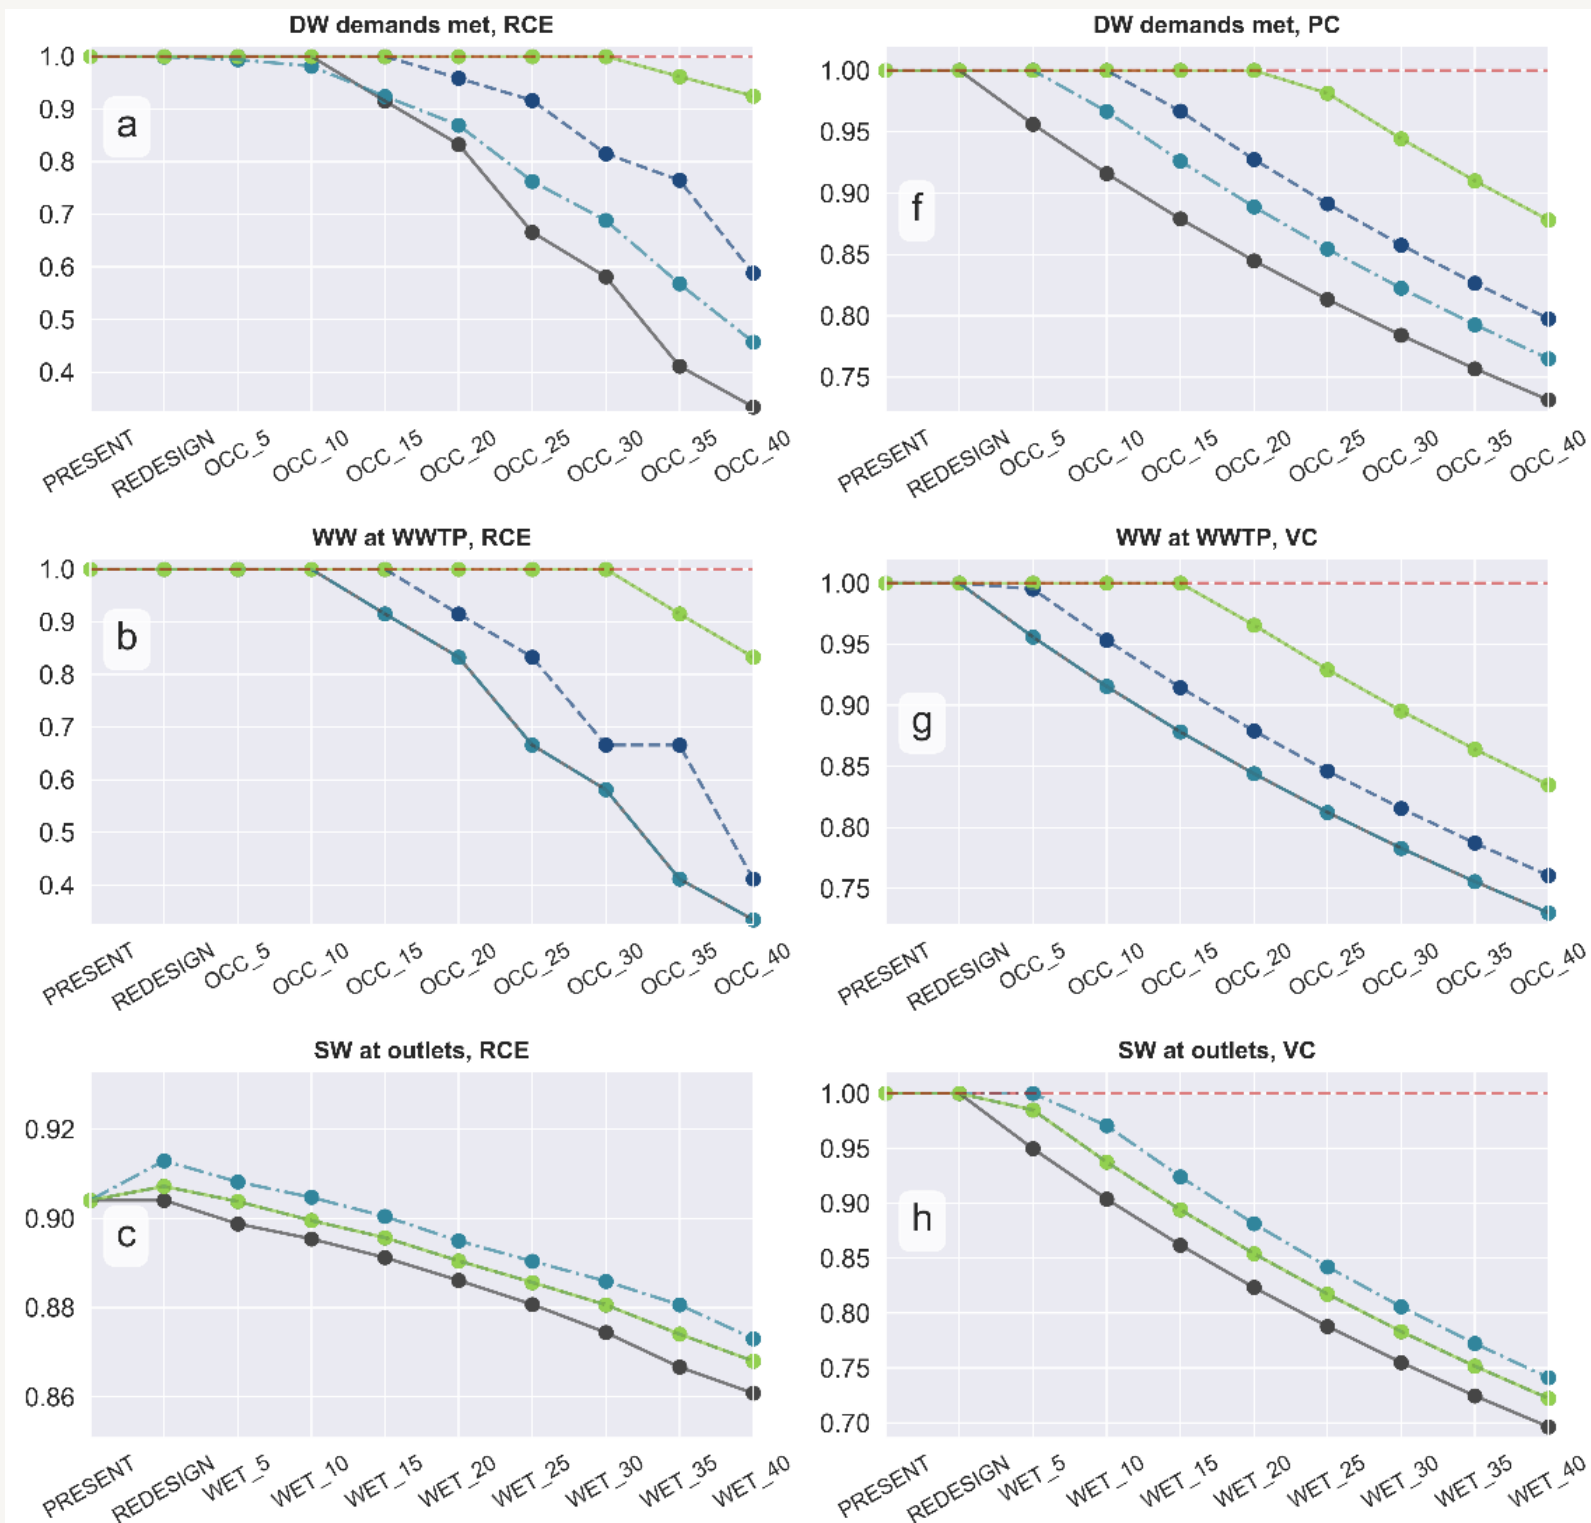 DW demands met, RCE
1.0
0.9
0.8
0.7
0.6
0.5
0.4
a
PRESENT
REDESIGN
OCC_5
OCC_10
OCC_15
OCC_20
OCC_25
OCC_30
OCC_35
OCC_40
DW demands met, PC
1.00
0.95
0.90
0.85
0.80
0.75
f
PRESENT
REDESIGN
OCC_5
OCC_10
OCC_15
OCC_20
OCC_25
OCC_30
OCC_35
OCC_40
WW at WWTP, RCE
1.0
0.9
0.8
0.7
0.6
0.5
0.4
b
PRESENT
REDESIGN
OCC_5
OCC_10
OCC_15
OCC_20
OCC_25
OCC_30
OCC_35
OCC_40
WW at WWTP, VC
1.00
0.95
0.90
0.85
0.80
0.75
g
PRESENT
REDESIGN
OCC_5
OCC_10
OCC_15
OCC_20
OCC_25
OCC_30
OCC_35
OCC_40
SW at outlets, RCE
0.92
0.90
0.88
0.86
c
PRESENT
REDESIGN
WET_5
WET_10
WET_15
WET_20
WET_25
WET_30
WET_35
WET_40
SW at outlets, VC
1.00
0.95
0.90
0.85
0.80
0.75
0.70
h
PRESENT
REDESIGN
WET_5
WET_10
WET_15
WET_20
WET_25
WET_30
WET_35
WET_40